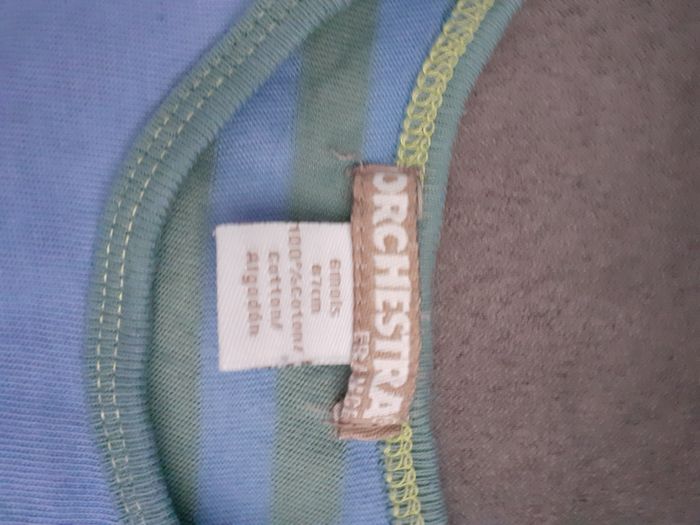 ORCHESTRA
FRANCE
6mois
67cm
100%Coton/
Cotton/
Algodón